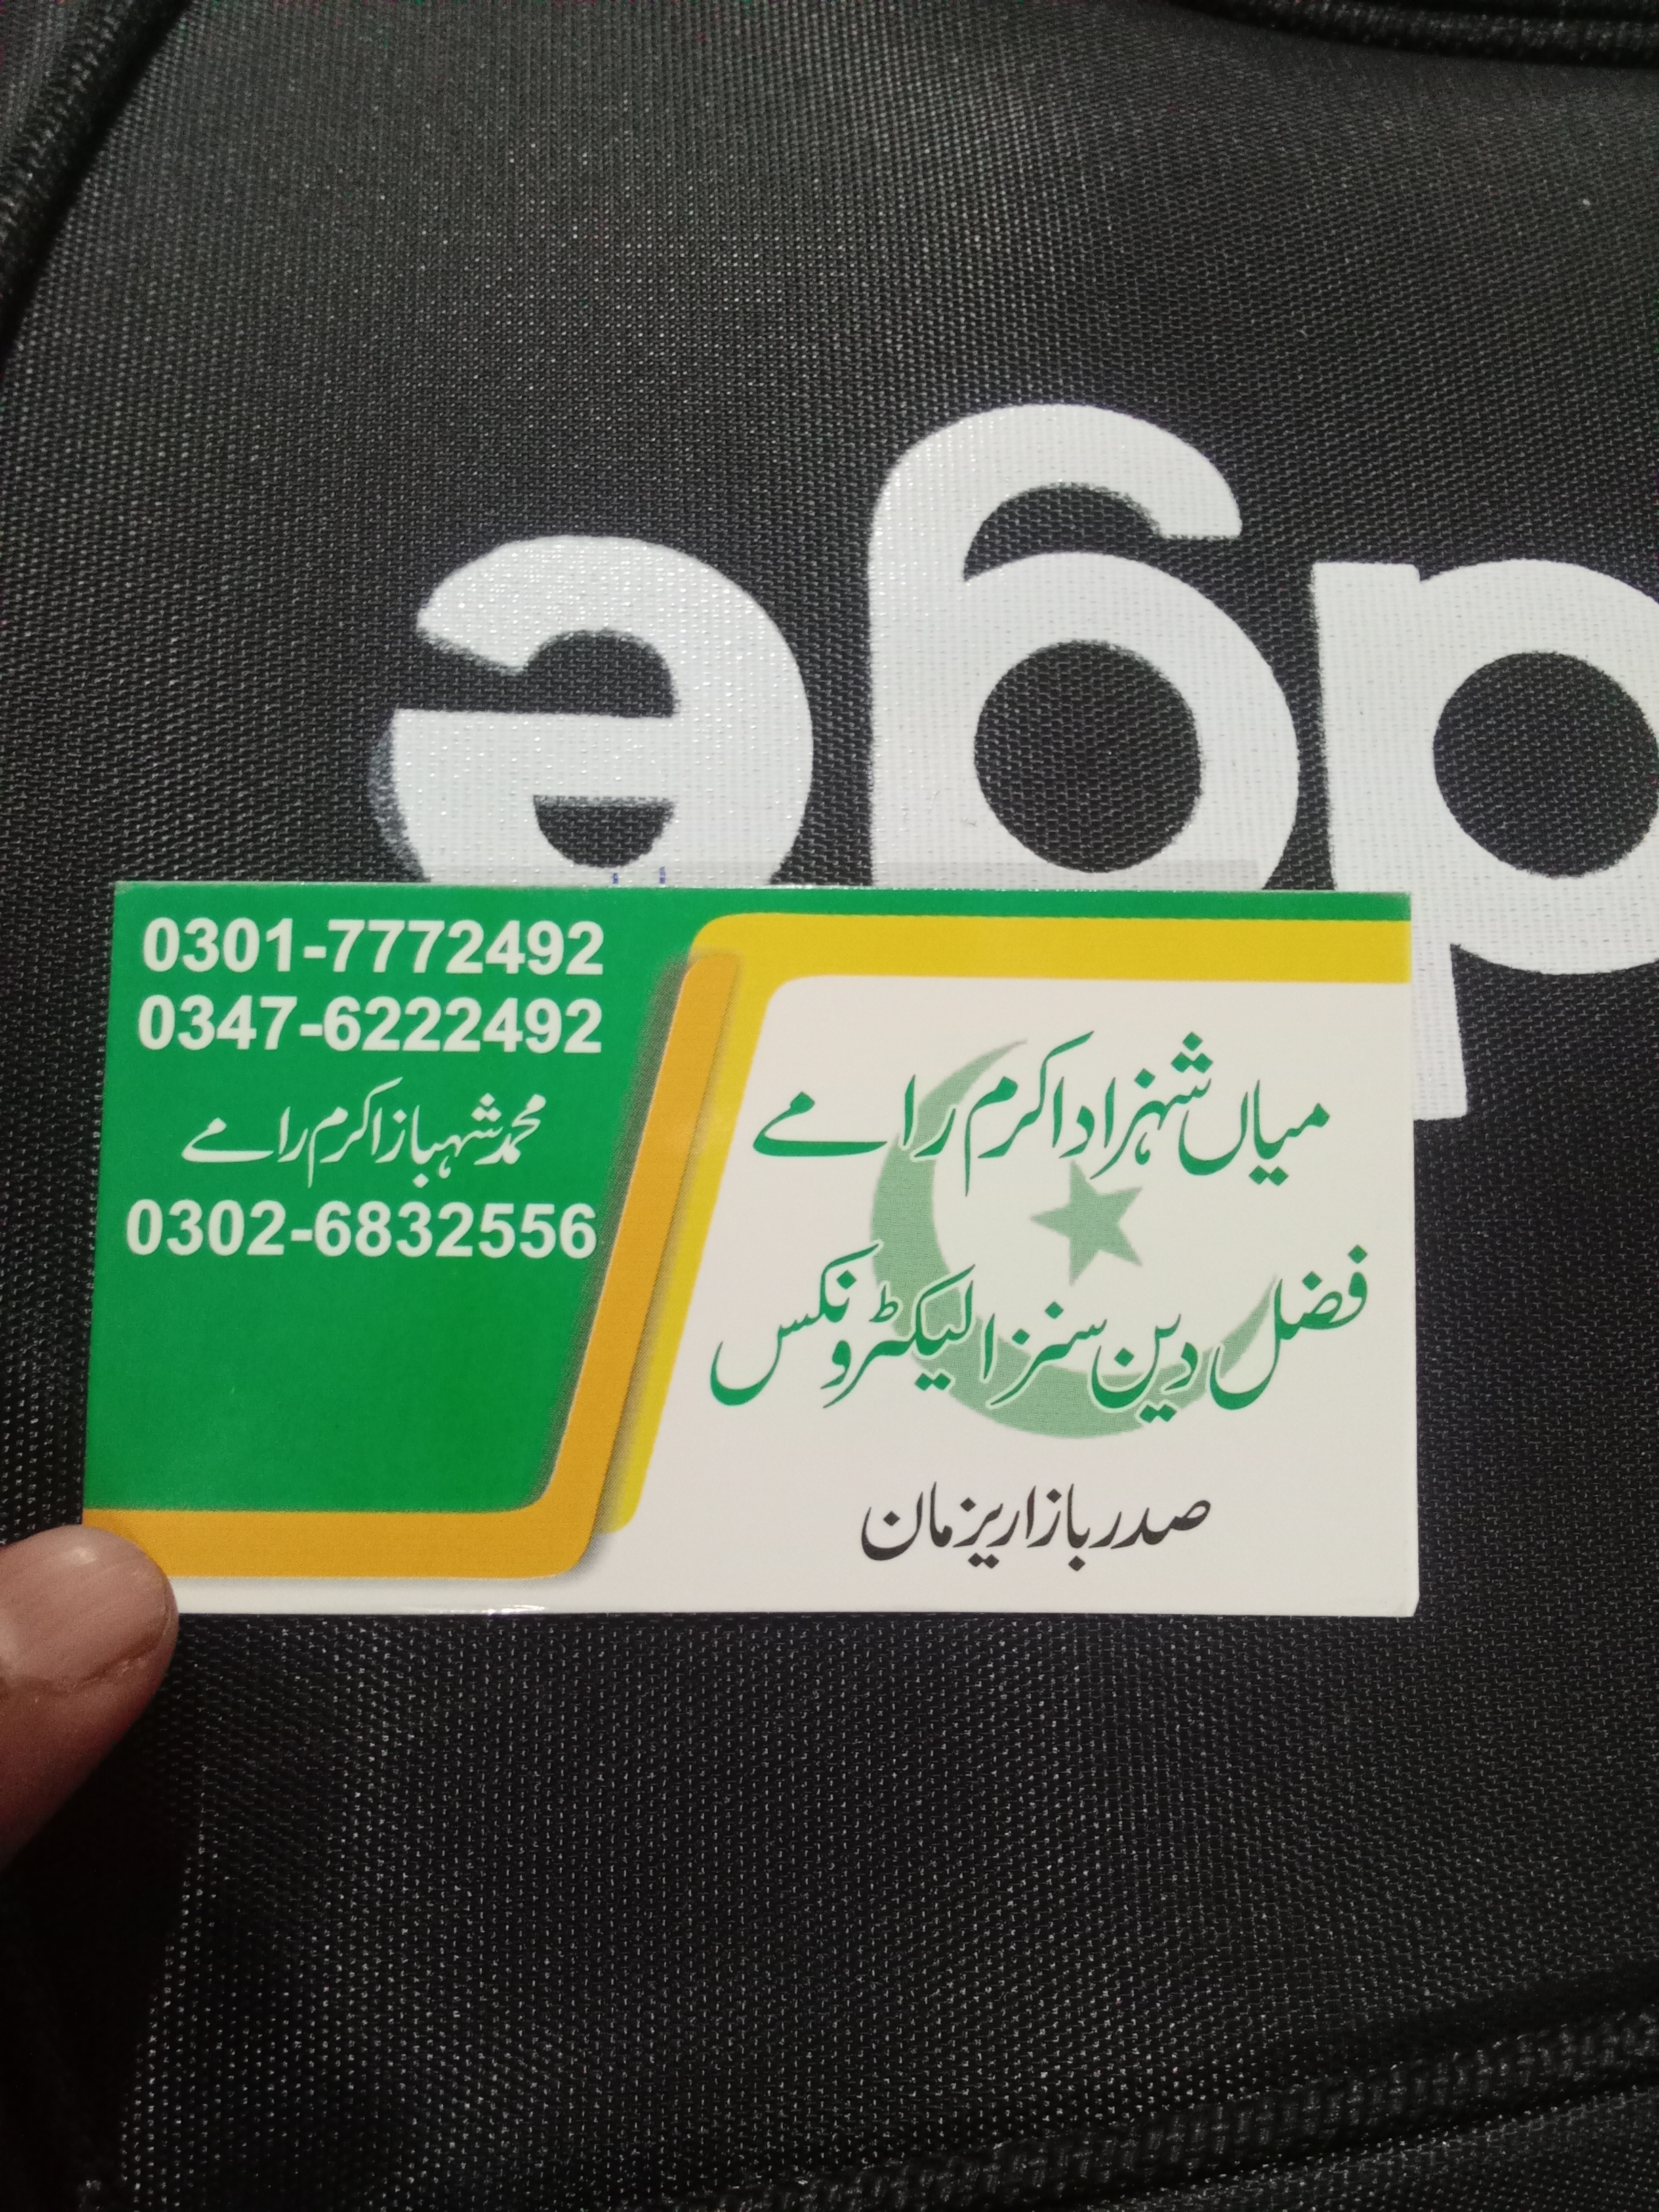 0301-7772492
0347-6222492
محمد شہباز اکرم رامے
0302-6832556
میاں شہزاد اکرم رامے
فضل دین سنز الیکٹرونکس
صدر بازار یزمان